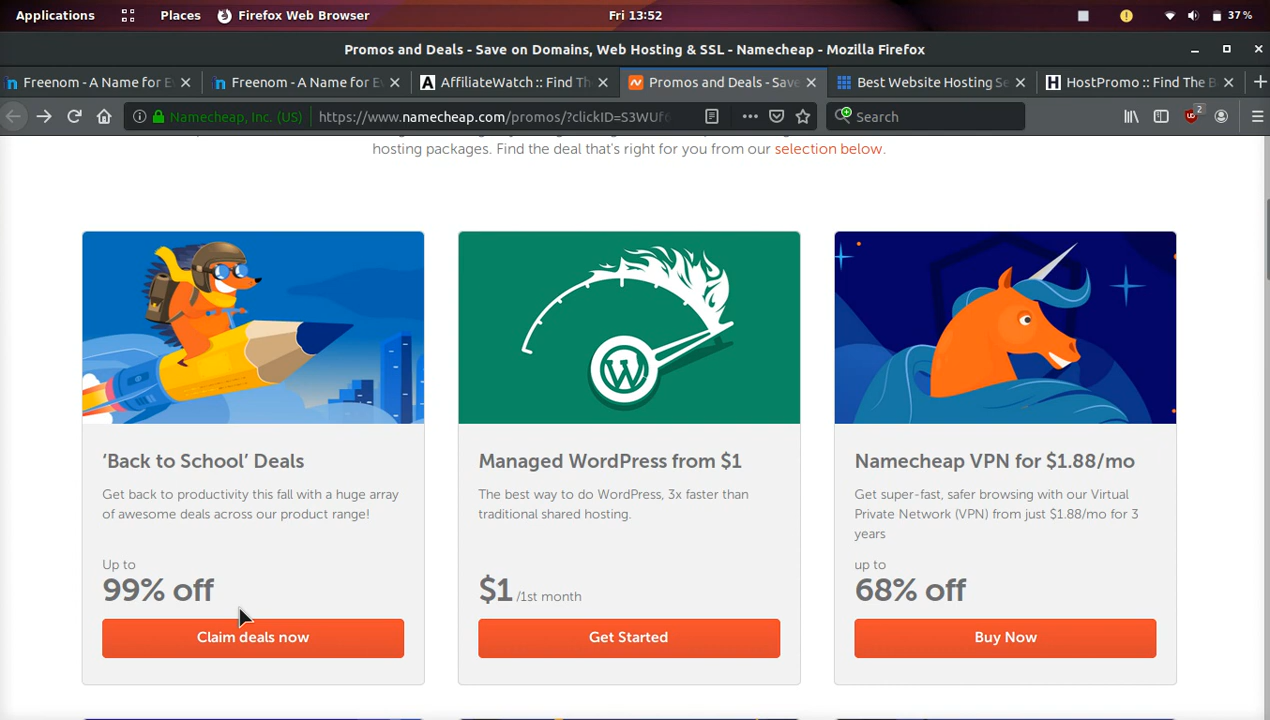 Applications Places Firefox Web Browser Fri 13:52 37%
Promos and Deals - Save on Domains, Web Hosting & SSL - Namecheap - Mozilla Firefox
Freenom - A Name for Ev Freenom - A Name for Ev AffiliateWatch :: Find Th Promos and Deals - Save Best Website Hosting Se HostPromo :: Find The B
Namecheap, Inc. (US) https://www.namecheap.com/promos/?clickID=S3WUf Search 2
hosting packages. Find the deal that's right for you from our selection below.
‘Back to School’ Deals
Get back to productivity this fall with a huge array
of awesome deals across our product range!
Up to
99% off
Claim deals now
Managed WordPress from $1
The best way to do WordPress, 3x faster than
traditional shared hosting.
$1 /1st month
Get Started
Namecheap VPN for $1.88/mo
Get super-fast, safer browsing with our Virtual
Private Network (VPN) from just $1.88/mo for 3
years
up to
68% off
Buy Now